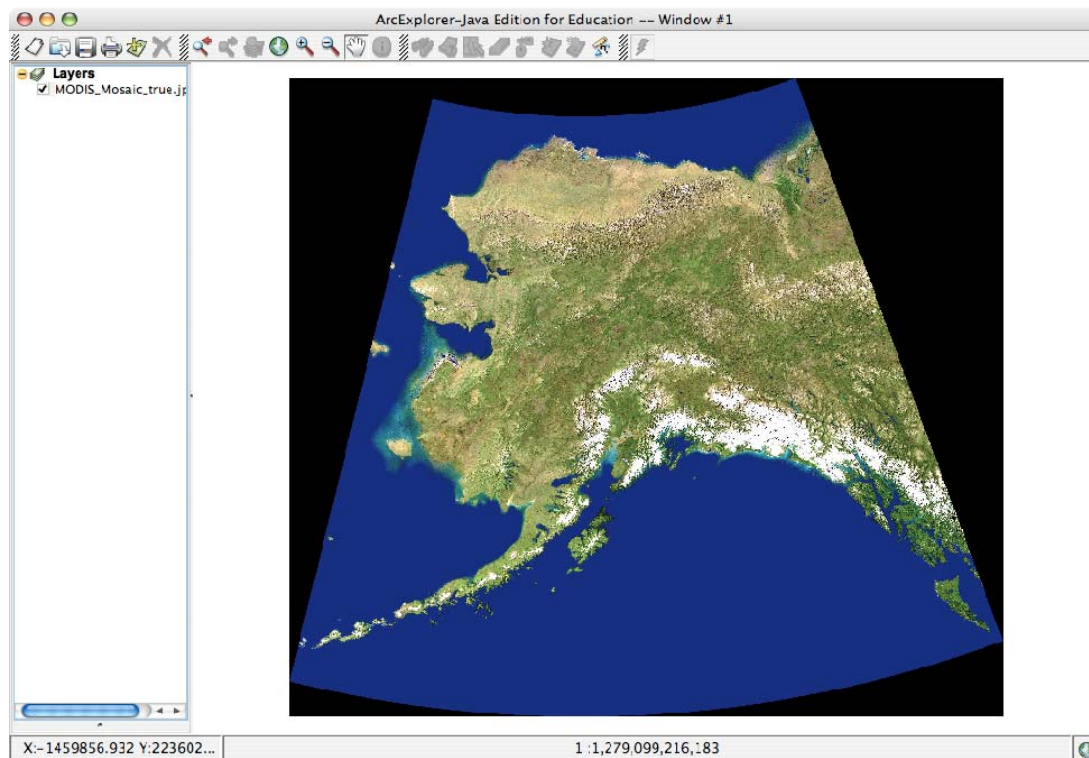 ArcExplorer-Java Edition for Education -- Window #1
Layers
MODIS_Mosaic_true.jp
X:-1459856.932 Y:223602...
1 :1,279,099,216,183